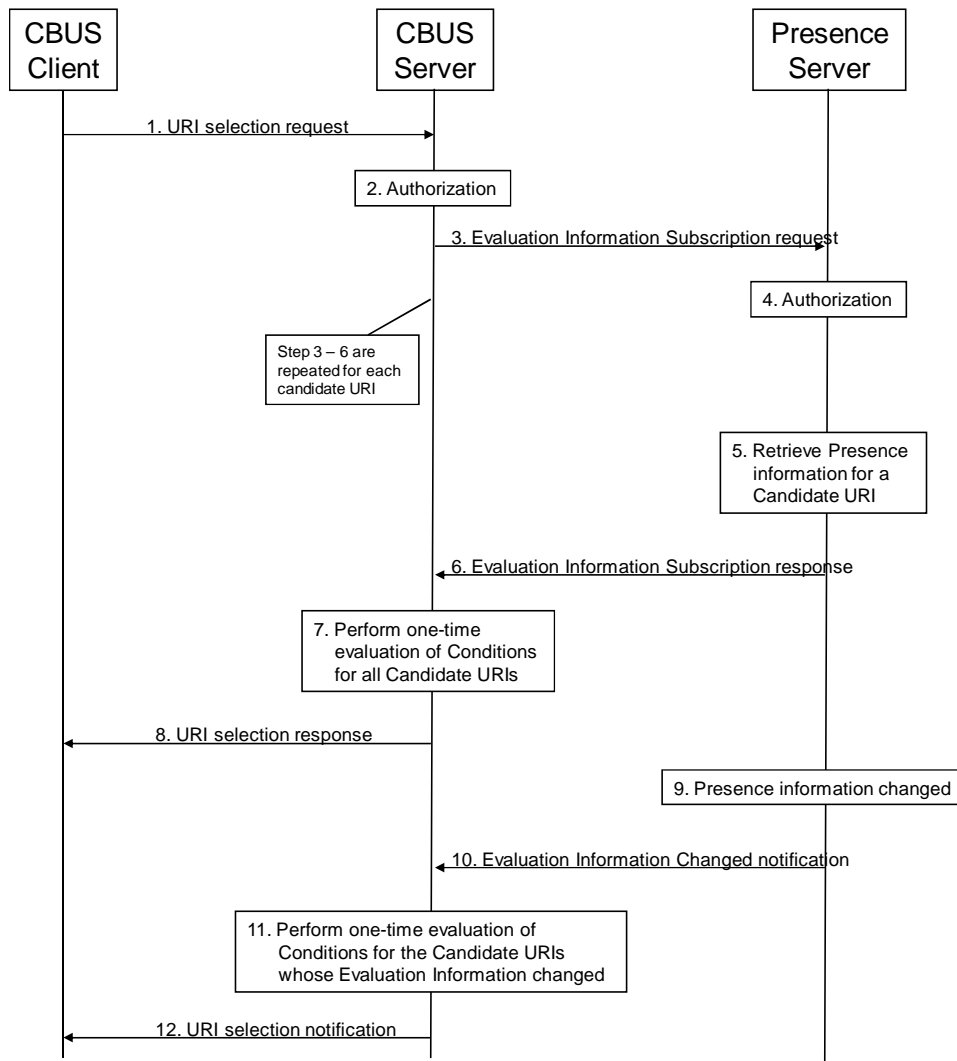 CBUS
Client
CBUS
Server
Presence
Server
1. URI selection request
2. Authorization
3. Evaluation Information Subscription request
4. Authorization
Step 3 – 6 are
repeated for each
candidate URI
5. Retrieve Presence
information for a
Candidate URI
6. Evaluation Information Subscription response
7. Perform one-time
evaluation of Conditions
for all Candidate URIs
8. URI selection response
9. Presence information changed
10. Evaluation Information Changed notification
11. Perform one-time evaluation of
Conditions for the Candidate URIs
whose Evaluation Information changed
12. URI selection notification